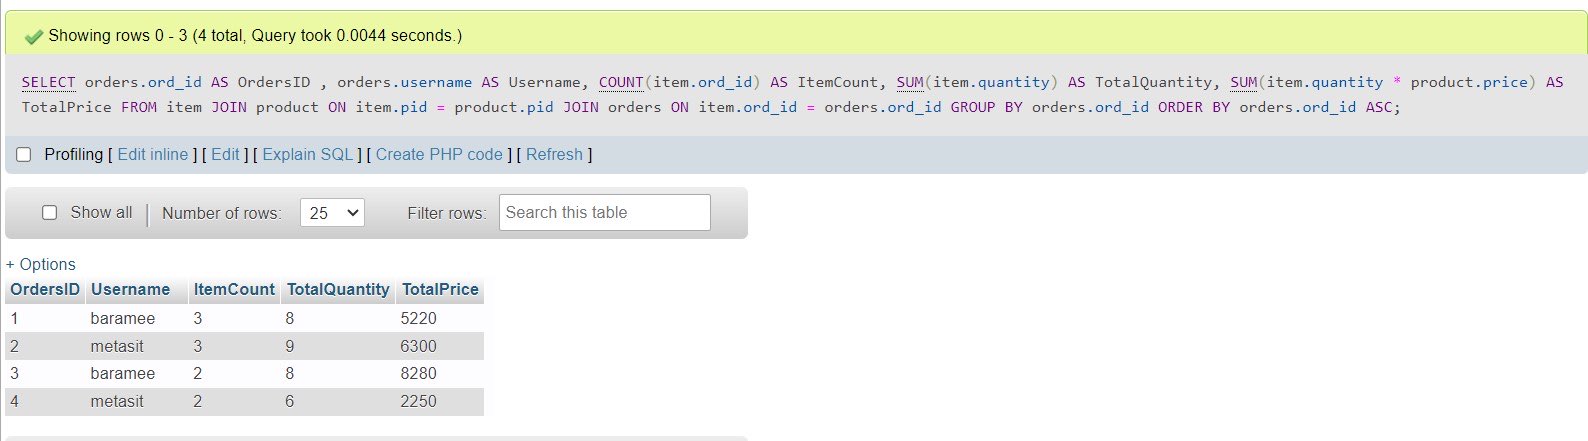 Showing rows 0 - 3 (4 total, Query took 0.0044 seconds.)
SELECT orders.ord_id AS OrdersID , orders.username AS Username, COUNT(item.ord_id) AS ItemCount, SUM(item.quantity) AS TotalQuantity, SUM(item.quantity * product.price) AS
TotalPrice FROM item JOIN product ON item.pid = product.pid JOIN orders ON item.ord_id = orders.ord_id GROUP BY orders.ord_id ORDER BY orders.ord_id ASC;
Profiling [ Edit inline ] [ Edit ] [ Explain SQL ] [ Create PHP code ] [ Refresh ]
Show all | Number of rows: 25 Filter rows: Search this table
+ Options
OrdersID Username ItemCount TotalQuantity TotalPrice
1 baramee 3 8 5220
2 metasit 3 9 6300
3 baramee 2 8 8280
4 metasit 2 6 2250